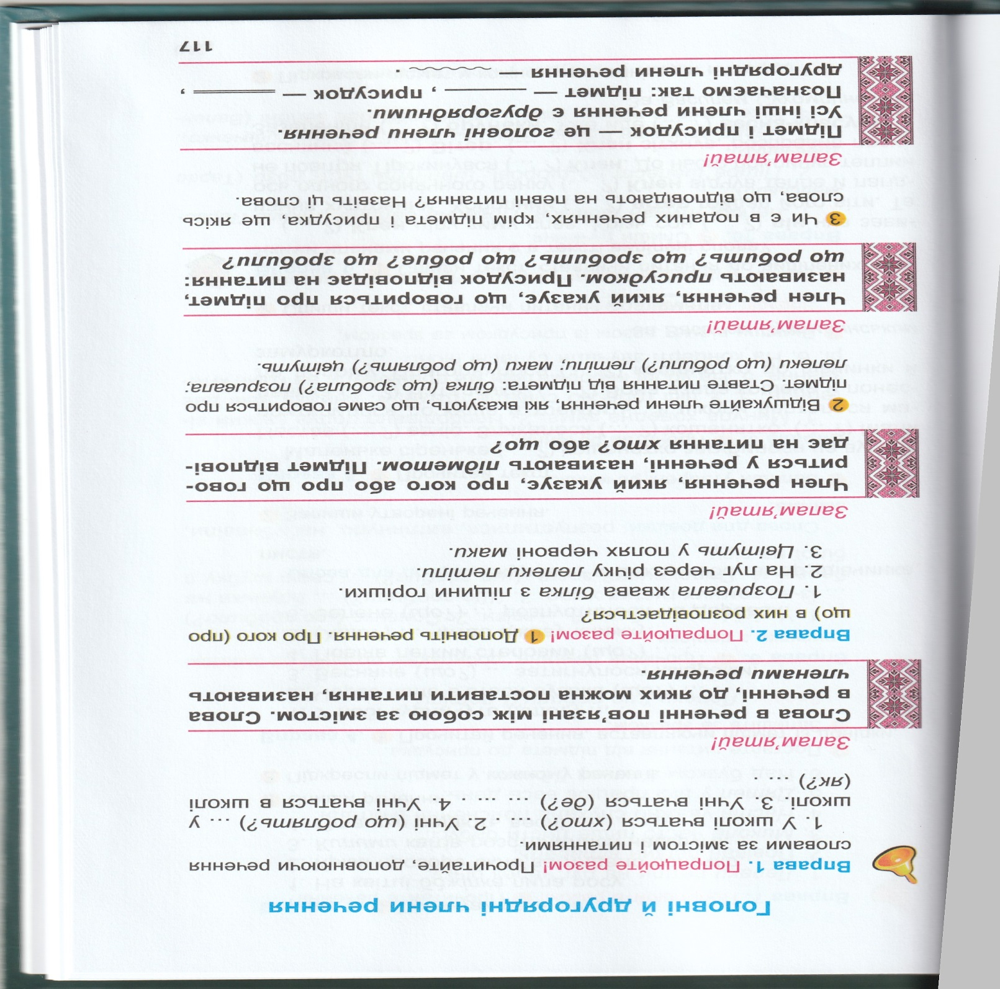 Головні й другорядні члени речення
Вправа 1. Попрацюйте разом! Прочитайте, доповнюючи речення
словами за змістом і питаннями.
1. У школі вчаться (хто?) ... . 2. Учні (що роблять?) ... у
школі. 3. Учні вчаться (де?) ... ... . 4. Учні вчаться в школі
(як?) ... .
Запам’ятай!
Слова в реченні пов’язані між собою за змістом. Слова
в реченні, до яких можна поставити питання, називають
членами речення.
Вправа 2. Попрацюйте разом! 1 Доповніть речення. Про кого (про
що) в них розповідається?
1. Позривала жвава білка з ліщини горішки.
2. На луг через річку лелеки летіли.
3. Цвітуть у полях червоні маки.
Запам’ятай!
Член речення, який указує, про кого або про що гово-
риться у реченні, називають підметом. Підмет відпові-
дає на питання хто? або що?
2 Відшукайте члени речення, які вказують, що саме говориться про
підмет. Ставте питання від підмета: білка (що зробила?) позривала;
лелеки (що робили?) летіли; маки (що роблять?) цвітуть.
Запам’ятай!
Член речення, який указує, що говориться про підмет,
називають присудком. Присудок відповідає на питання:
що робить? що зробить? що робив? що зробили?
3 Чи є в поданих реченнях, крім підмета і присудка, ще якісь
слова, що відповідають на певні питання? Назвіть ці слова.
Запам’ятай!
Підмет і присудок — це головні члени речення.
Усі інші члени речення є другорядними.
Позначаємо так: підмет — ———, присудок — ═══,
другорядні члени речення ﹏﹏﹏ .
117